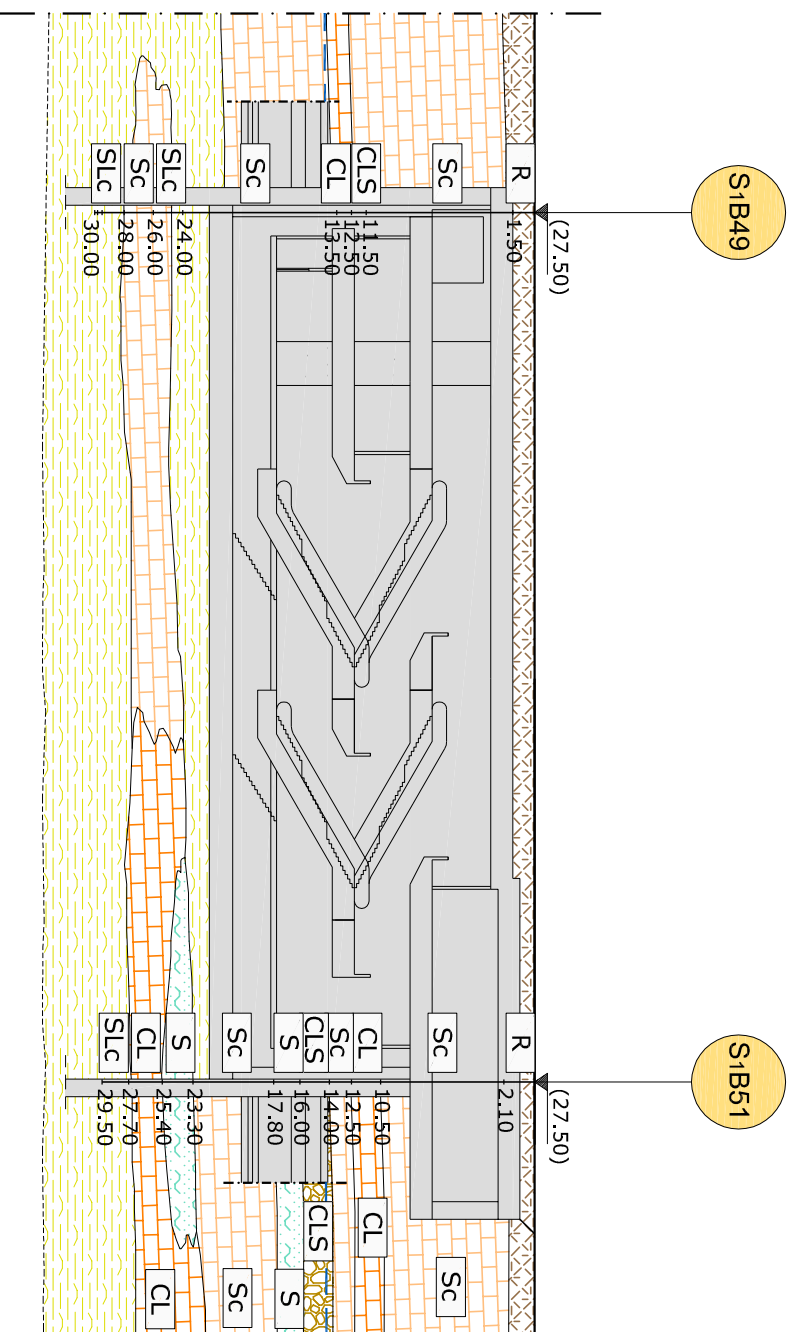 S1B49
(27.50)
R
1.50
Sc
CLS
11.50
12.50
CL
13.50
Sc
24.00
SLc
26.00
Sc
28.00
SLc
30.00
S1B51
(27.50)
R
2.10
Sc
10.50
CL
12.50
Sc
14.00
CLS
16.00
S
17.80
Sc
23.30
S
25.40
CL
27.70
SLc
29.50
Sc
CL
CLS
S
Sc
CL